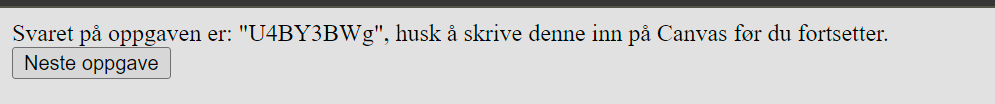 Svaret på oppgaven er: "U4BY3BWg", husk å skrive denne inn på Canvas før du fortsetter.
Neste oppgave